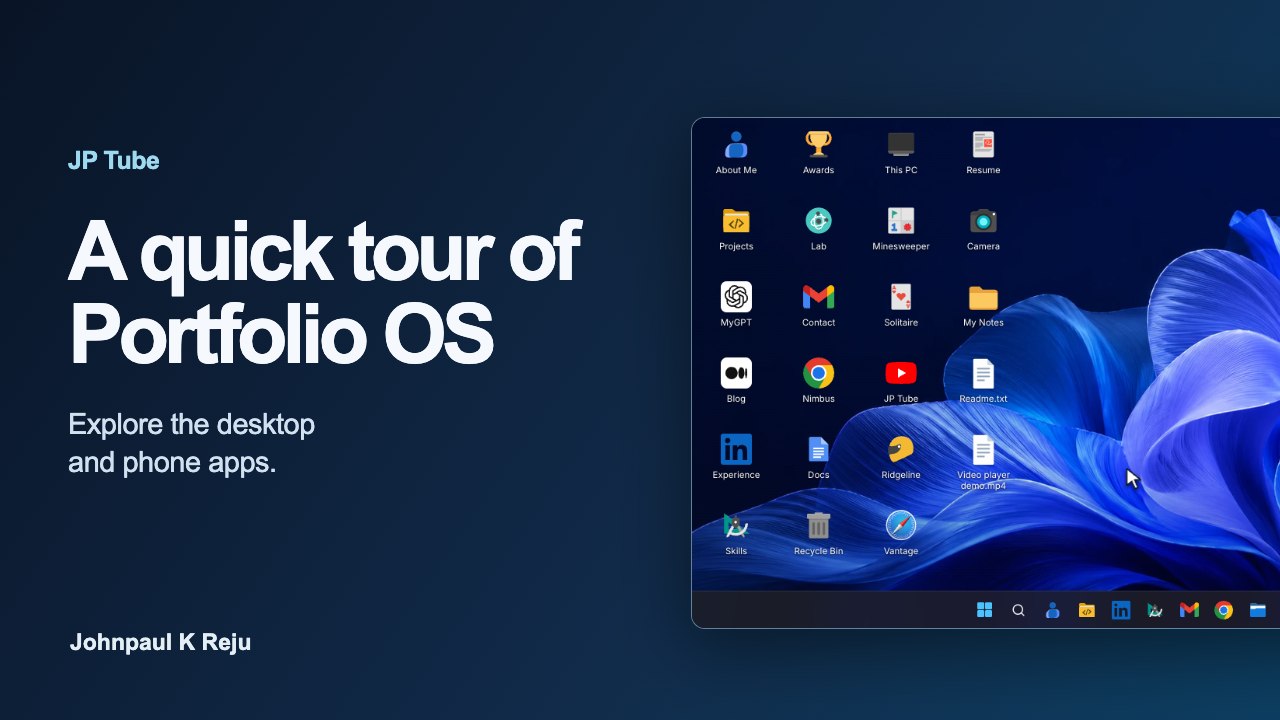 JP Tube
A quick tour of
Portfolio OS
Explore the desktop
and phone apps.
Johnpaul K Reju
About Me
Awards
This PC
Resume
Projects
Lab
Minesweeper
Camera
MyGPT
Contact
Solitaire
My Notes
Blog
Nimbus
JP Tube
Readme.txt
Experience
Docs
Ridgeline
Video player
demo.mp4
Skills
Recycle Bin
Vantage